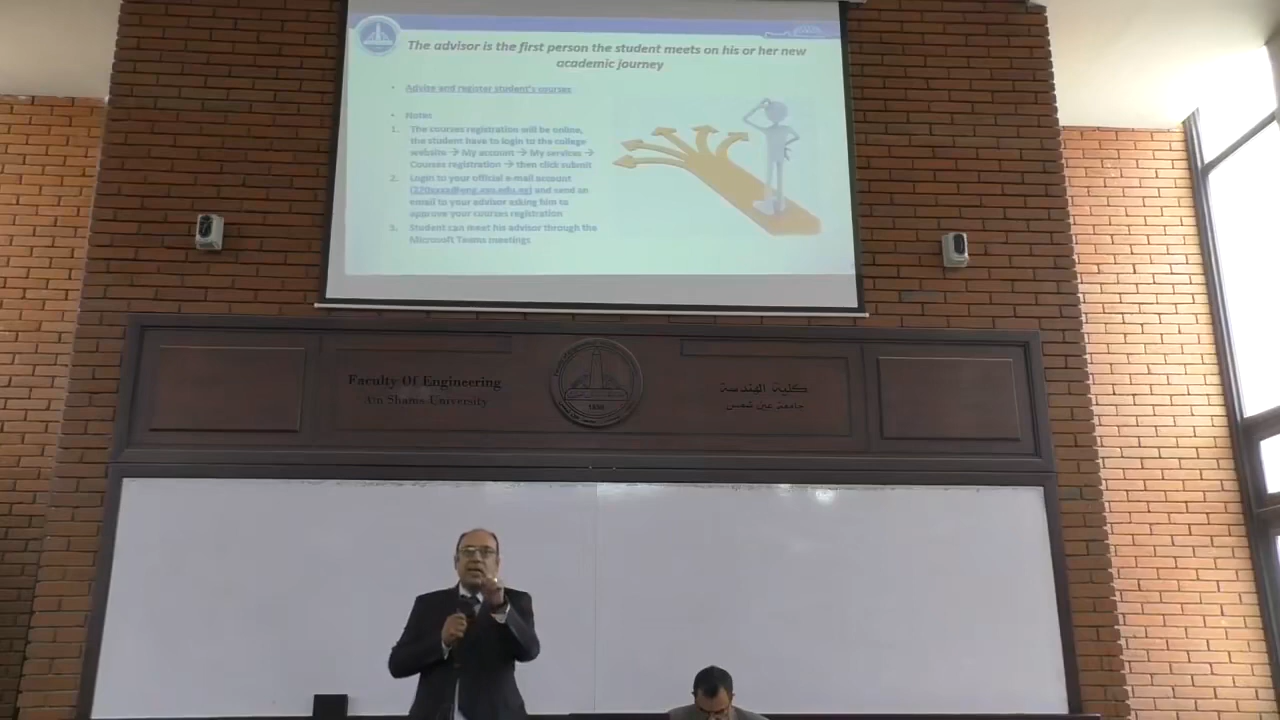 The advisor is the first person the student meets on his or her new
academic journey
• Advise and register student's courses
• Notes
1. The courses registration will be online,
the student have to login to the college
website → My account → My services →
Courses registration → then click submit
2. Login to your official e-mail account
and send an
email to your advisor asking him to
approve your courses registration
3. Student can meet his advisor through the
Microsoft Teams meetings
Faculty Of Engineering
Ain Shams University
1839
كلية الهندسة
جامعة عين شمس